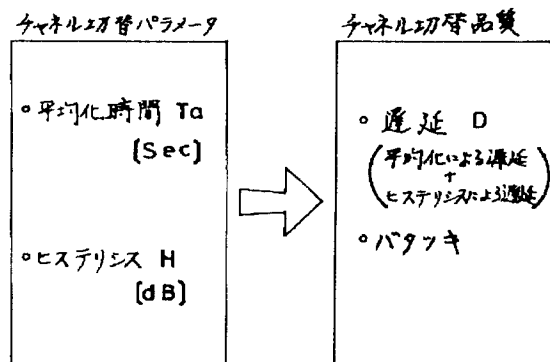 チャネル切替パラメータ
∘平均化時間 Ta
[Sec]
∘ヒステリシス H
[dB]
チャネル切替品質
∘遅延 D
(平均化による遅延
+
ヒステリシスによる遅延)
∘バタツキ